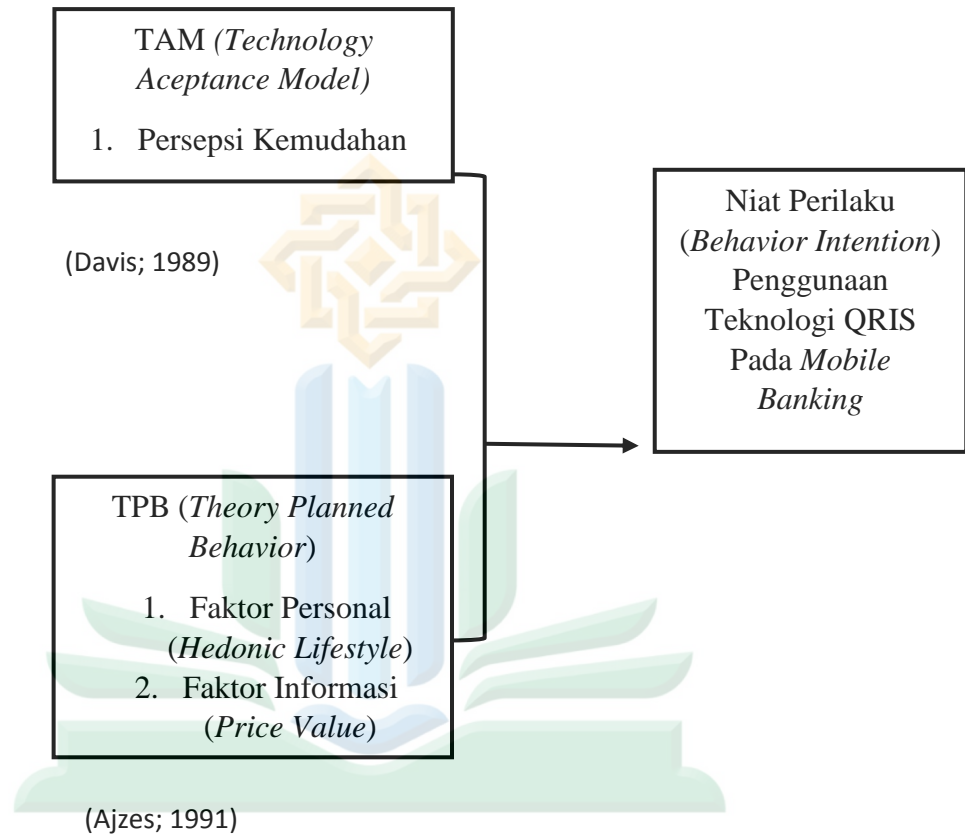 TAM (Technology
Aceptance Model)
1. Persepsi Kemudahan
(Davis; 1989)
Niat Perilaku
(Behavior Intention)
Penggunaan
Teknologi QRIS
Pada Mobile
Banking
TPB (Theory Planned
Behavior)
1. Faktor Personal
(Hedonic Lifestyle)
2. Faktor Informasi
(Price Value)
(Ajzes; 1991)